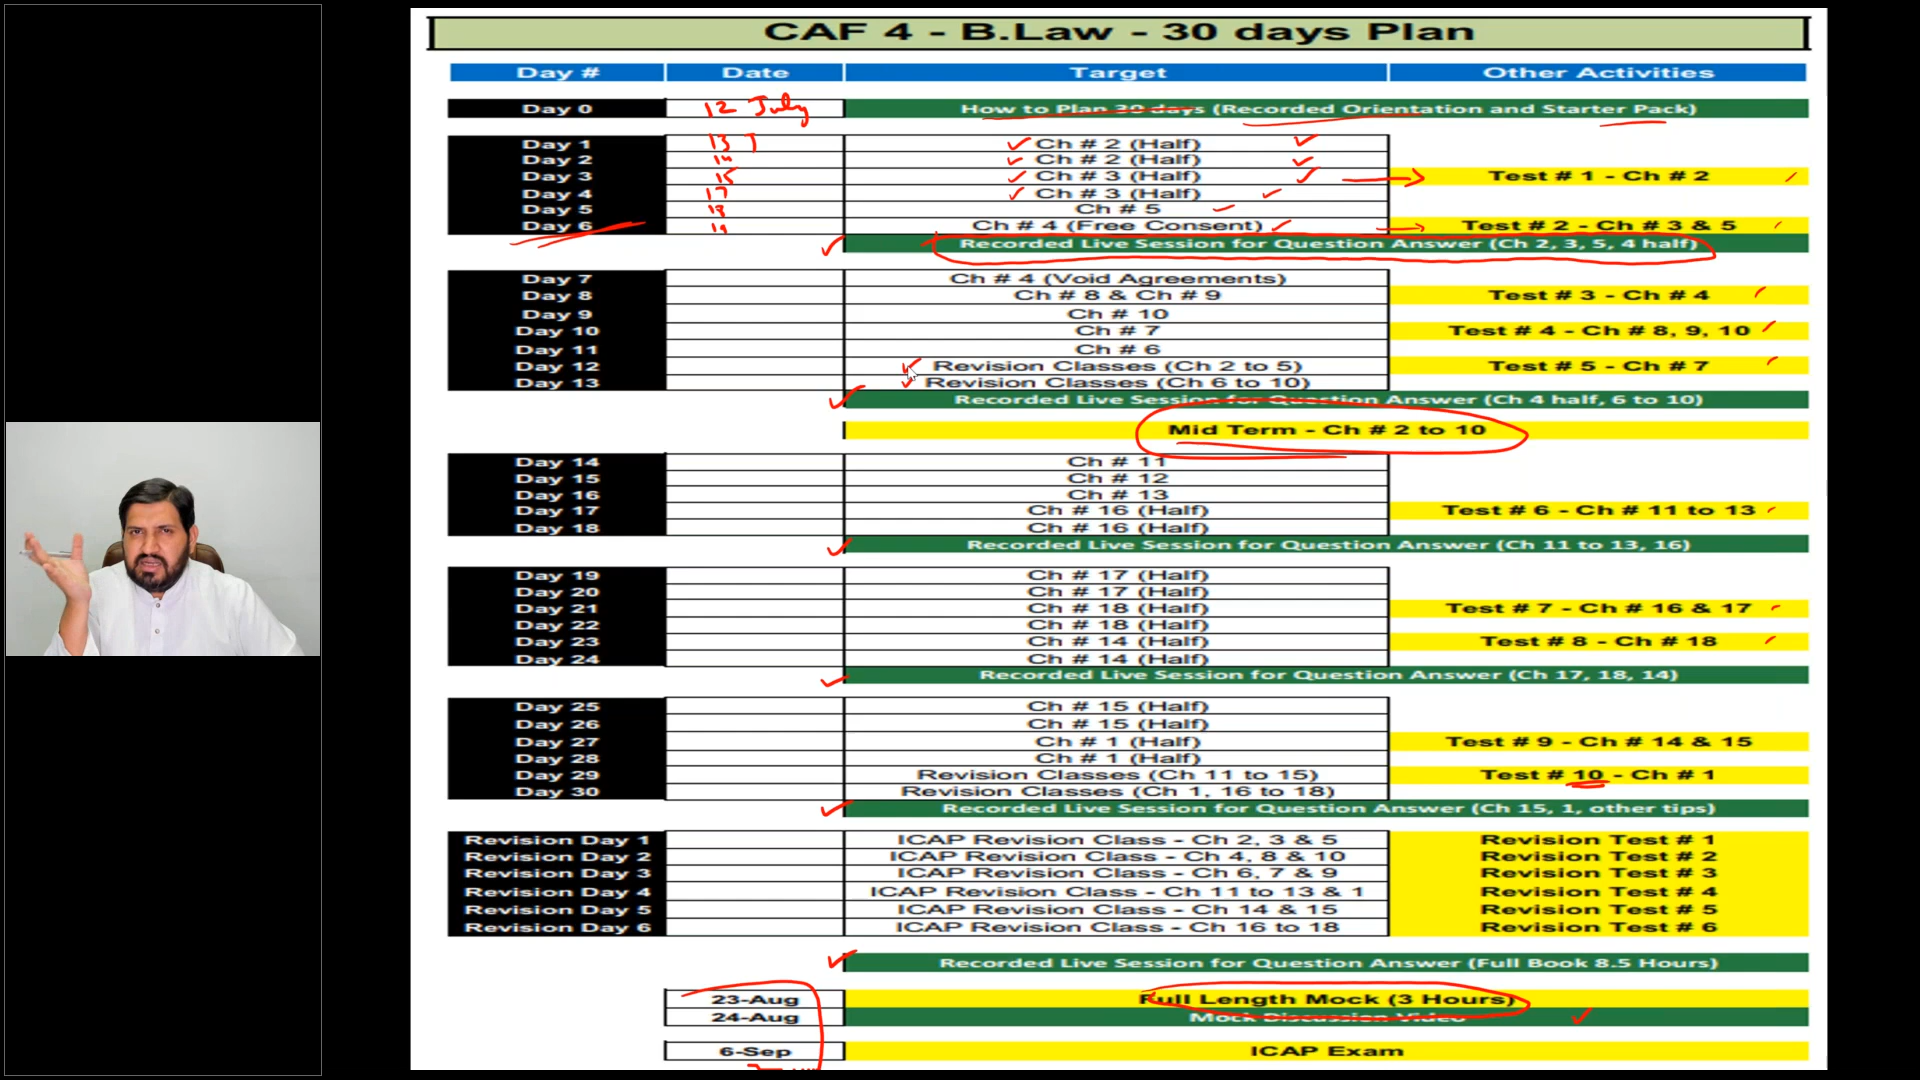 CAF 4 - B.Law - 30 days Plan
Day # Date Target Other Activities
Day 0 12 July How to Plan 30 days (Recorded Orientation and Starter Pack)
Day 1 13 J Ch # 2 (Half)
Day 2 14 Ch # 2 (Half)
Day 3 15 Ch # 3 (Half) Test # 1 - Ch # 2
Day 4 17 Ch # 3 (Half)
Day 5 18 Ch # 5
Day 6 19 Ch # 4 (Free Consent) Test # 2 - Ch # 3 & 5
Recorded Live Session for Question Answer (Ch 2, 3, 5, 4 half)
Day 7 Ch # 4 (Void Agreements)
Day 8 Ch # 8 & Ch # 9 Test # 3 - Ch # 4
Day 9 Ch # 10
Day 10 Ch # 7 Test # 4 - Ch # 8, 9, 10
Day 11 Ch # 6
Day 12 Revision Classes (Ch 2 to 5) Test # 5 - Ch # 7
Day 13 Revision Classes (Ch 6 to 10)
Recorded Live Session for Question Answer (Ch 4 half, 6 to 10)
Mid Term - Ch # 2 to 10
Day 14 Ch # 11
Day 15 Ch # 12
Day 16 Ch # 13
Day 17 Ch # 16 (Half) Test # 6 - Ch # 11 to 13
Day 18 Ch # 16 (Half)
Recorded Live Session for Question Answer (Ch 11 to 13, 16)
Day 19 Ch # 17 (Half)
Day 20 Ch # 17 (Half)
Day 21 Ch # 18 (Half) Test # 7 - Ch # 16 & 17
Day 22 Ch # 18 (Half)
Day 23 Ch # 14 (Half) Test # 8 - Ch # 18
Day 24 Ch # 14 (Half)
Recorded Live Session for Question Answer (Ch 17, 18, 14)
Day 25 Ch # 15 (Half)
Day 26 Ch # 15 (Half)
Day 27 Ch # 1 (Half) Test # 9 - Ch # 14 & 15
Day 28 Ch # 1 (Half)
Day 29 Revision Classes (Ch 11 to 15) Test # 10 - Ch # 1
Day 30 Revision Classes (Ch 1, 16 to 18)
Recorded Live Session for Question Answer (Ch 15, 1, other tips)
Revision Day 1 ICAP Revision Class - Ch 2, 3 & 5 Revision Test # 1
Revision Day 2 ICAP Revision Class - Ch 4, 8 & 10 Revision Test # 2
Revision Day 3 ICAP Revision Class - Ch 6, 7 & 9 Revision Test # 3
Revision Day 4 ICAP Revision Class - Ch 11 to 13 & 1 Revision Test # 4
Revision Day 5 ICAP Revision Class - Ch 14 & 15 Revision Test # 5
Revision Day 6 ICAP Revision Class - Ch 16 to 18 Revision Test # 6
Recorded Live Session for Question Answer (Full Book 8.5 Hours)
23-Aug Full Length Mock (3 Hours)
24-Aug Mock Discussion Video
6-Sep ICAP Exam